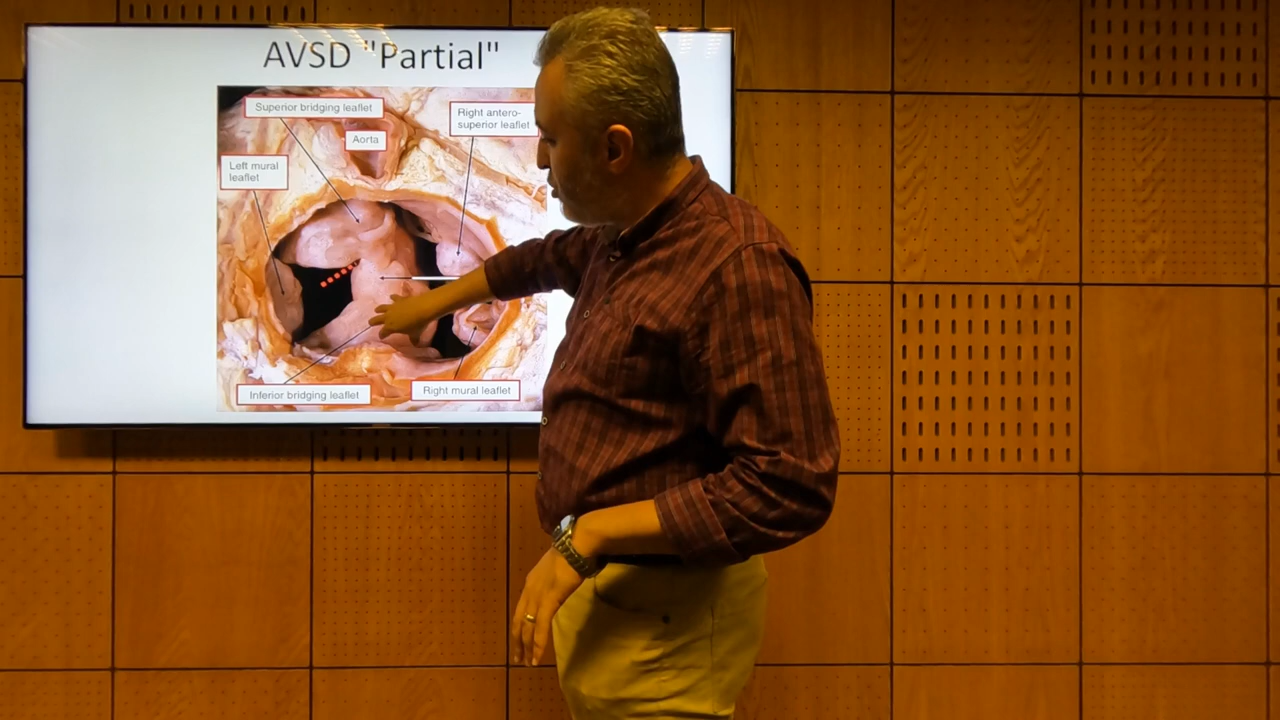 AVSD "Partial"
Superior bridging leaflet
Right antero-
superior leaflet
Aorta
Left mural
leaflet
Inferior bridging leaflet
Right mural leaflet